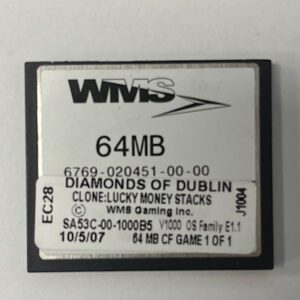 WMS
64MB
6769-020451-00-00
DIAMONDS OF DUBLIN
CLONE:LUCKY MONEY STACKS
© WMS Gaming Inc.
SA53C-00-1000B5 V1000 OS Family E1.1
10/5/07 64 MB CF GAME 1 OF 1
EC28
J1004